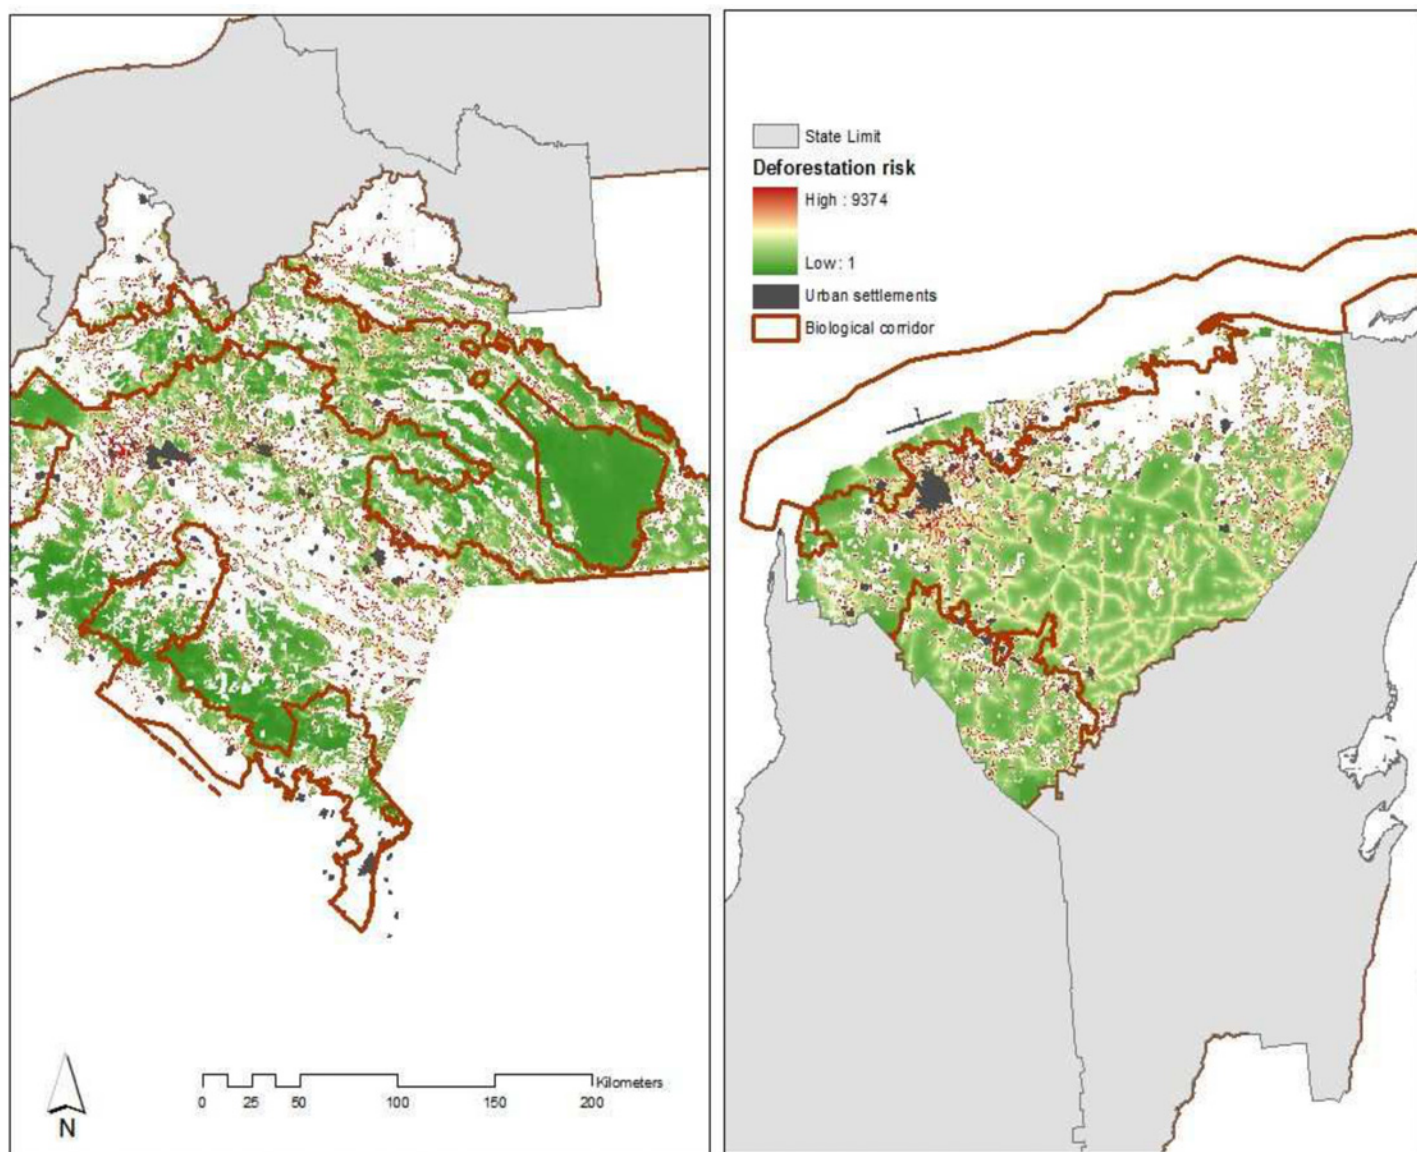 State Limit
Deforestation risk
High : 9374
Low : 1
Urban settlements
Biological corridor
Kilometers
0 25 50 100 150 200
N